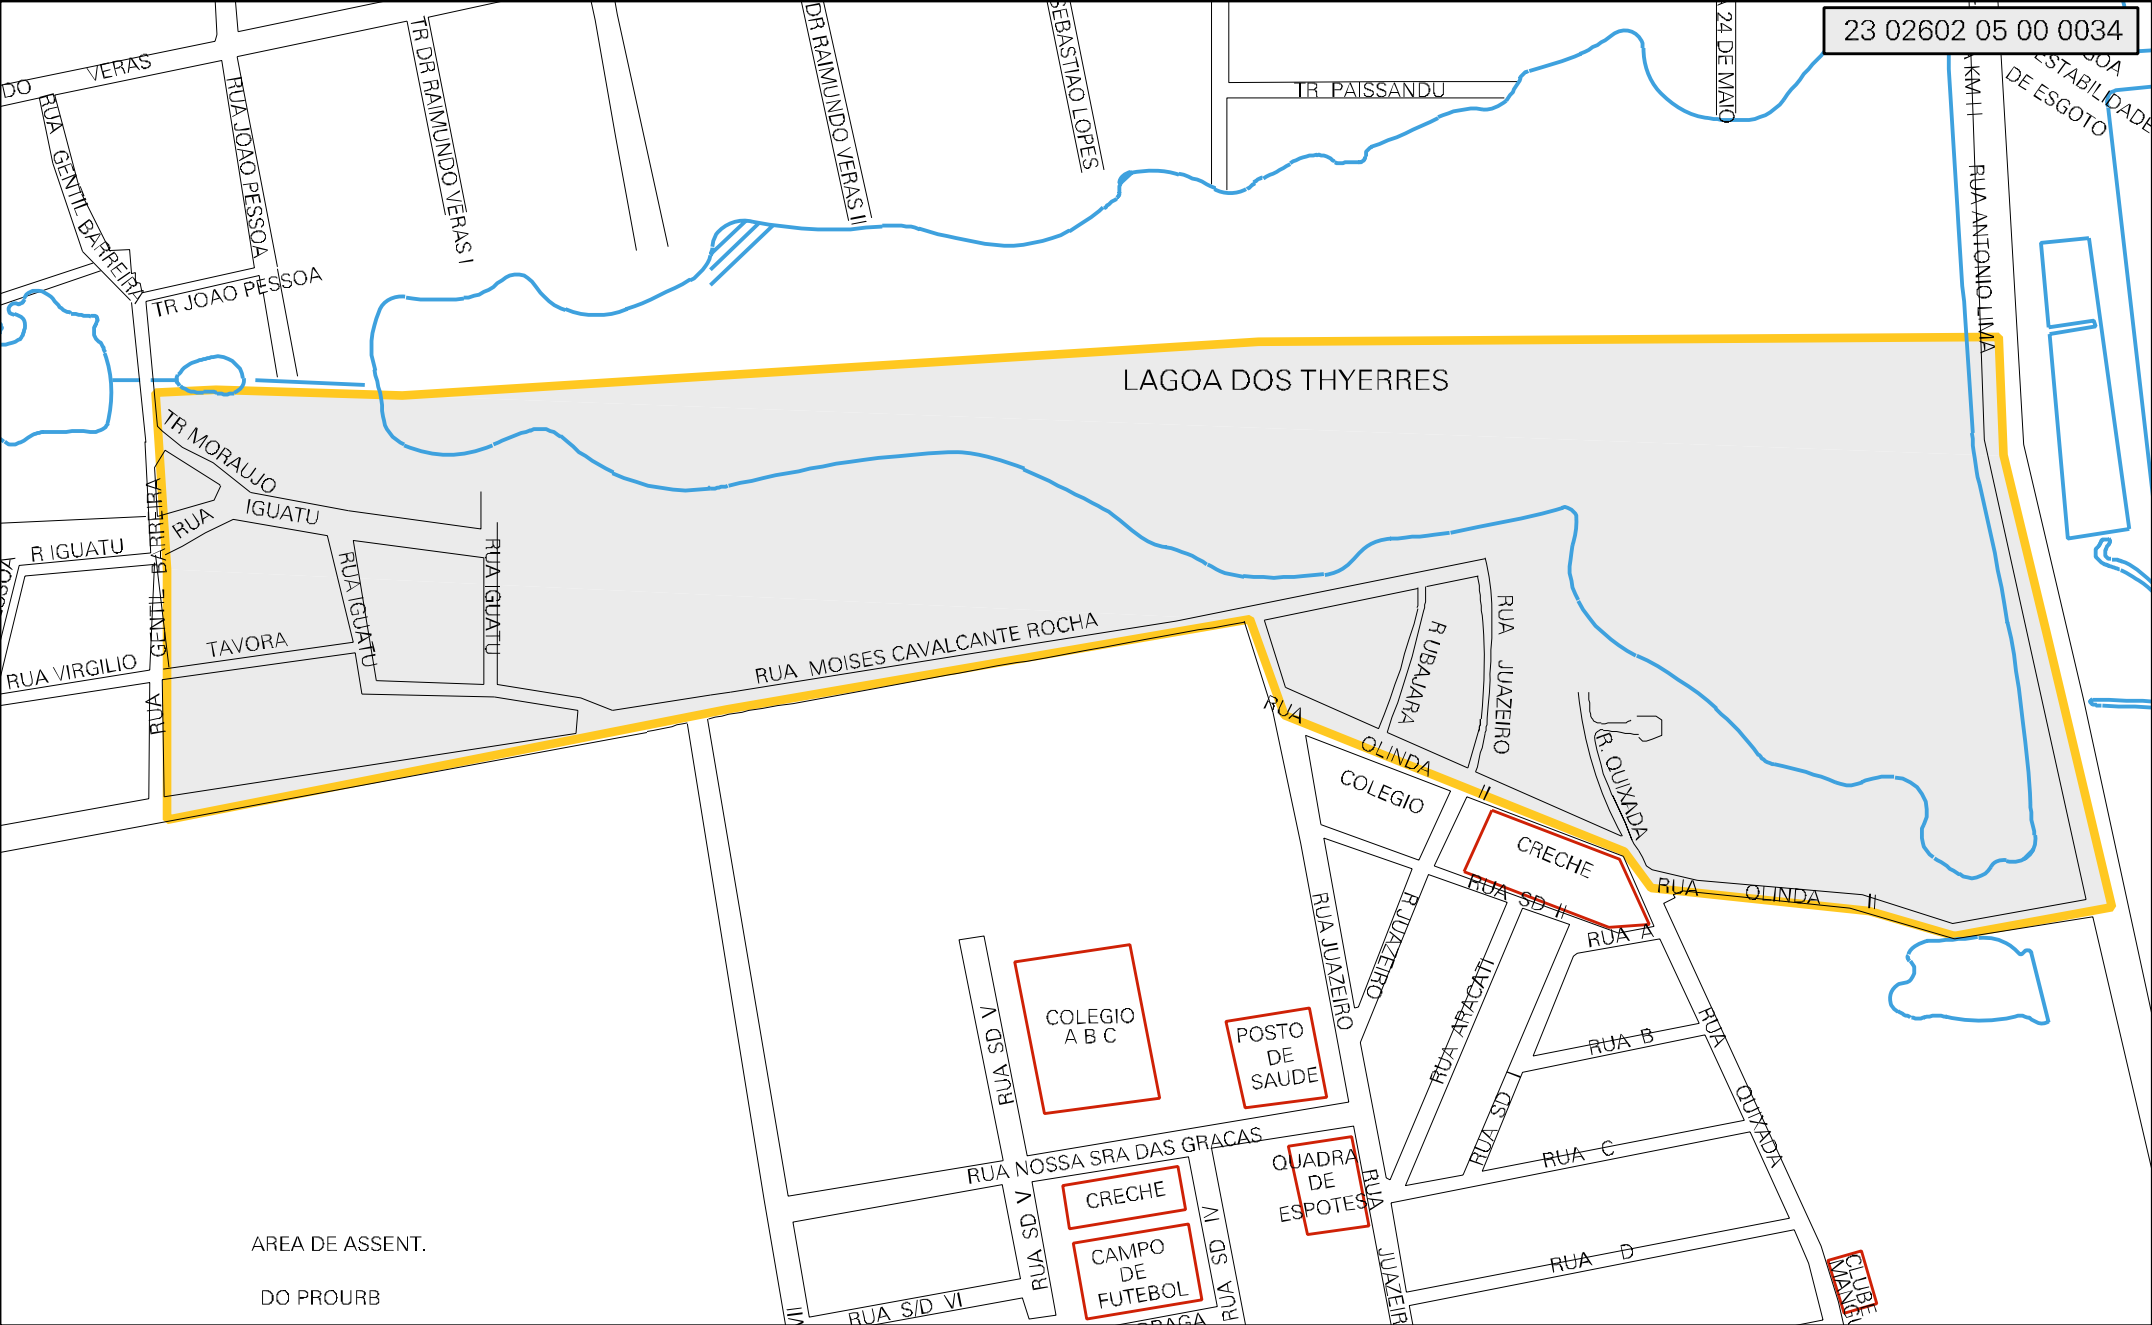 23 02602 05 00 0034
DO
VERAS
RUA GENTIL BARREIRA
RUA JOAO PESSOA
TR DR RAIMUNDO VERAS I
DR RAIMUNDO VERAS II
SEBASTIAO LOPES
TR PAISSANDU
24 DE MAIO
KM I
RUA ANTONIO LIMA
ESTABILIDADE
DE ESGOTO
TR JOAO PESSOA
LAGOA DOS THYERRES
TR MORAUJO
RUA IGUATU
R IGUATU
RUA GENTIL BARREIRA
RUA IGUATU
RUA IGUATU
TAVORA
RUA VIRGILIO
RUA MOISES CAVALCANTE ROCHA
R UBAJARA
RUA JUAZEIRO
R. QUIXADA
RUA OLINDA II
COLEGIO
CRECHE
RUA OLINDA II
RUA SD II
RUA A
RUA JUAZEIRO
R JUAZEIRO
RUA ARACATI
COLEGIO
A B C
POSTO
DE
SAUDE
RUA SD V
RUA B
RUA SD I
RUA QUIXADA
RUA C
RUA NOSSA SRA DAS GRACAS
QUADRA
DE
ESPOTES
CRECHE
RUA SD V
RUA SD IV
CAMPO
DE
FUTEBOL
RUA JUAZEIR
RUA D
CLUBE
MANG
AREA DE ASSENT.
DO PROURB
RUA S/D VI